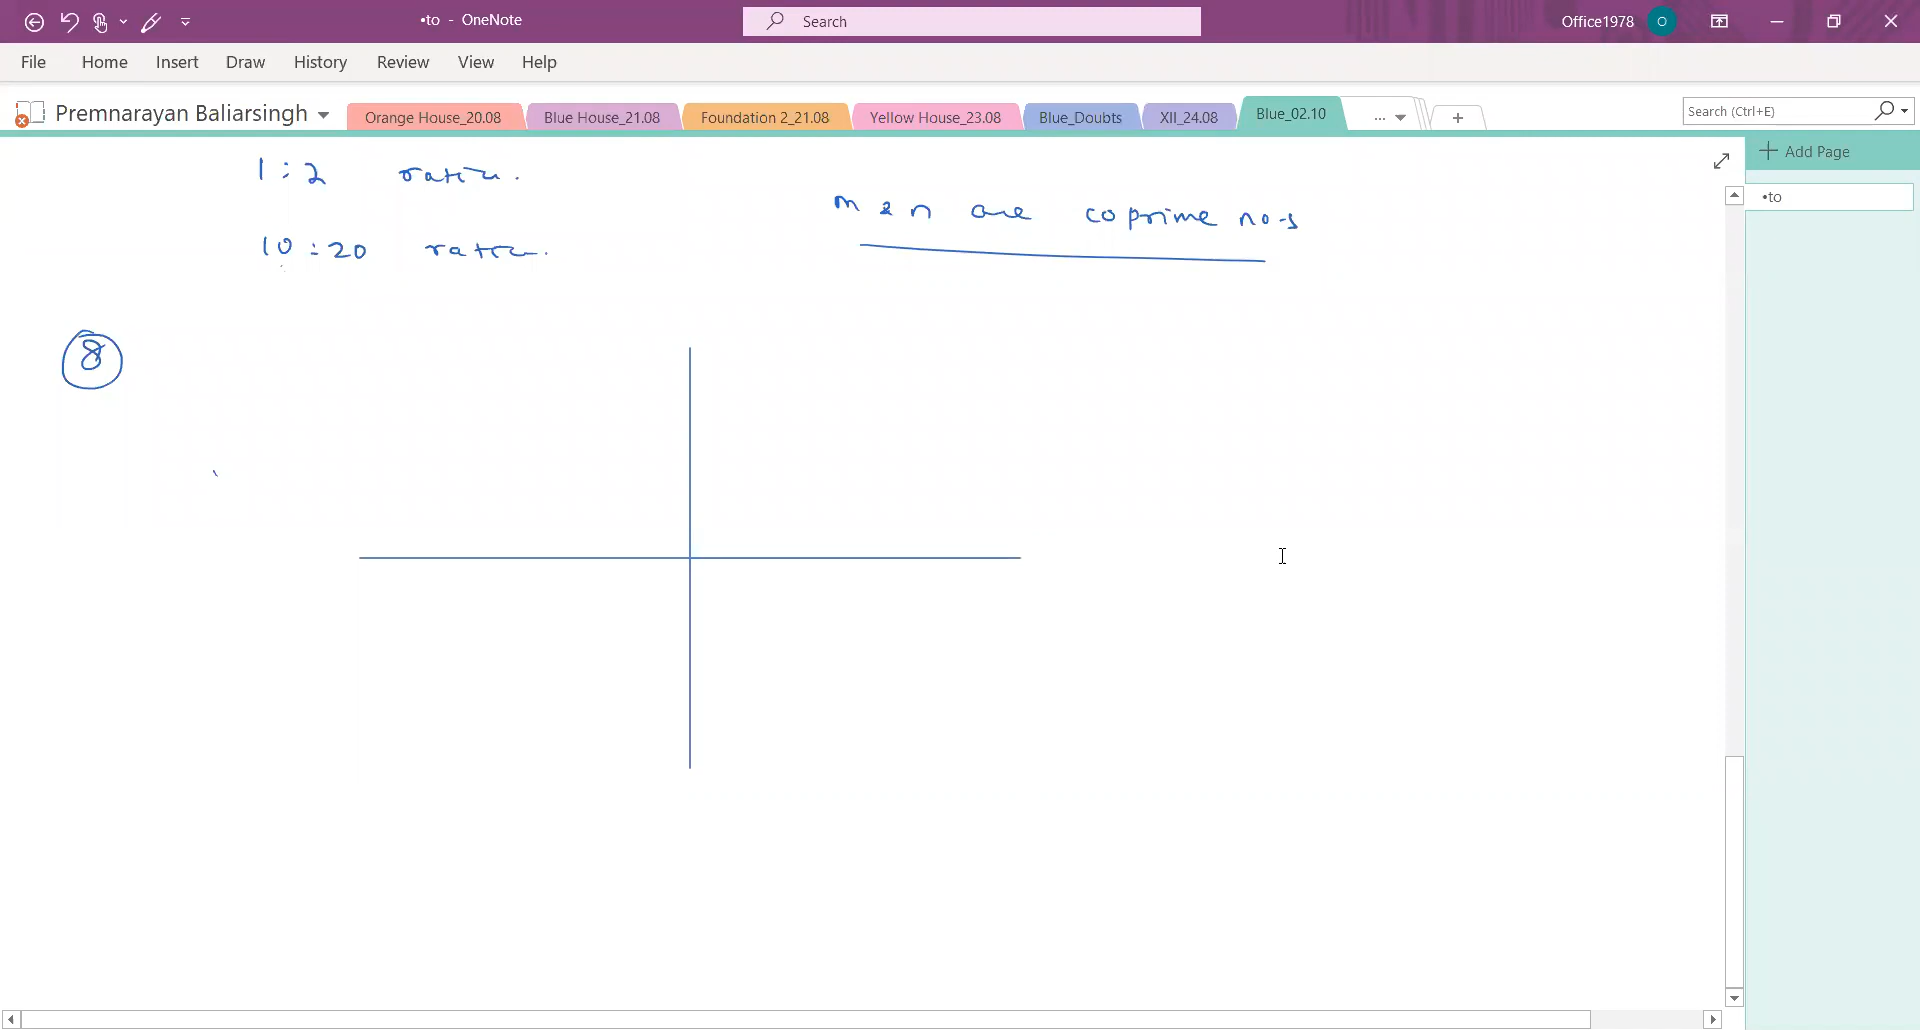 •to - OneNote
Search
Office1978
O
File Home Insert Draw History Review View Help
Premnarayan Baliarsingh
Orange House_20.08
Blue House_21.08
Foundation 2_21.08
Yellow House_23.08
Blue_Doubts
XII_24.08
Blue_02.10
...
+
Search (Ctrl+E)
Add Page
•to
1 : 2 ratio.
m & n are coprime no-s
10 : 20 ratio.
8